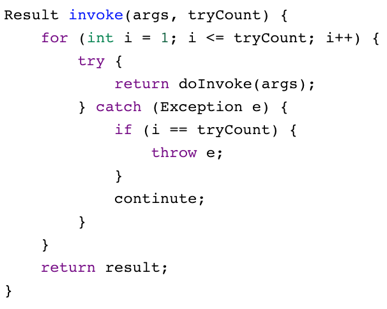 Result invoke(args, tryCount) {
    for (int i = 1; i <= tryCount; i++) {
        try {
            return doInvoke(args);
        } catch (Exception e) {
            if (i == tryCount) {
                throw e;
            }
            continute;
        }
    }
    return result;
}